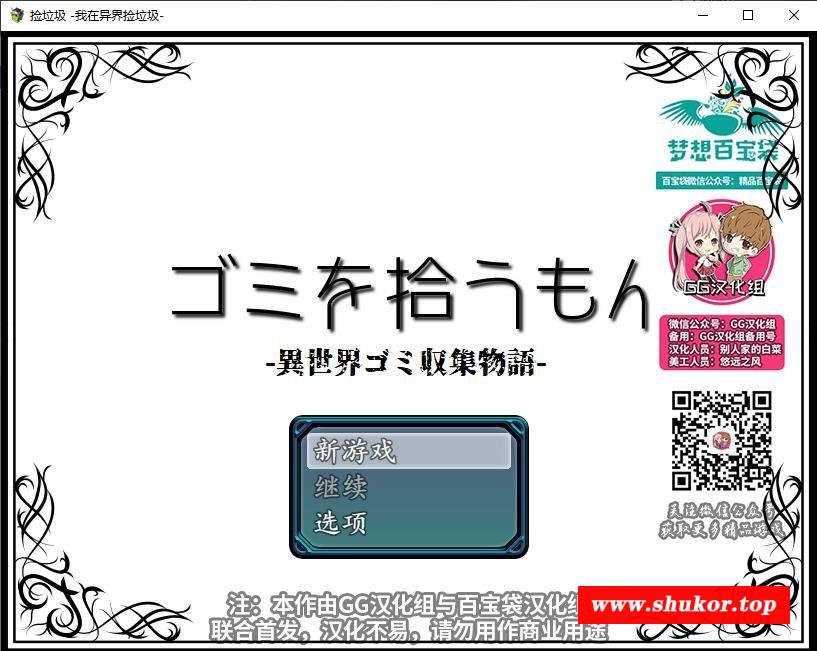 捡垃圾 -我在异界捡垃圾-
梦想百宝袋
百宝袋微信公众号：精品百宝
GG汉化组
微信公众号：GG汉化组
备用：GG汉化组备用号
汉化人员：别人家的白菜
美工人员：悠远之风
ゴミを拾うもん
-異世界ゴミ収集物語-
新游戏
继续
选项
关注微信公众号
获取更多精品游戏
注：本作由GG汉化组与百宝袋汉化
联合首发，汉化不易，请勿用作商业用途
www.shukor.top